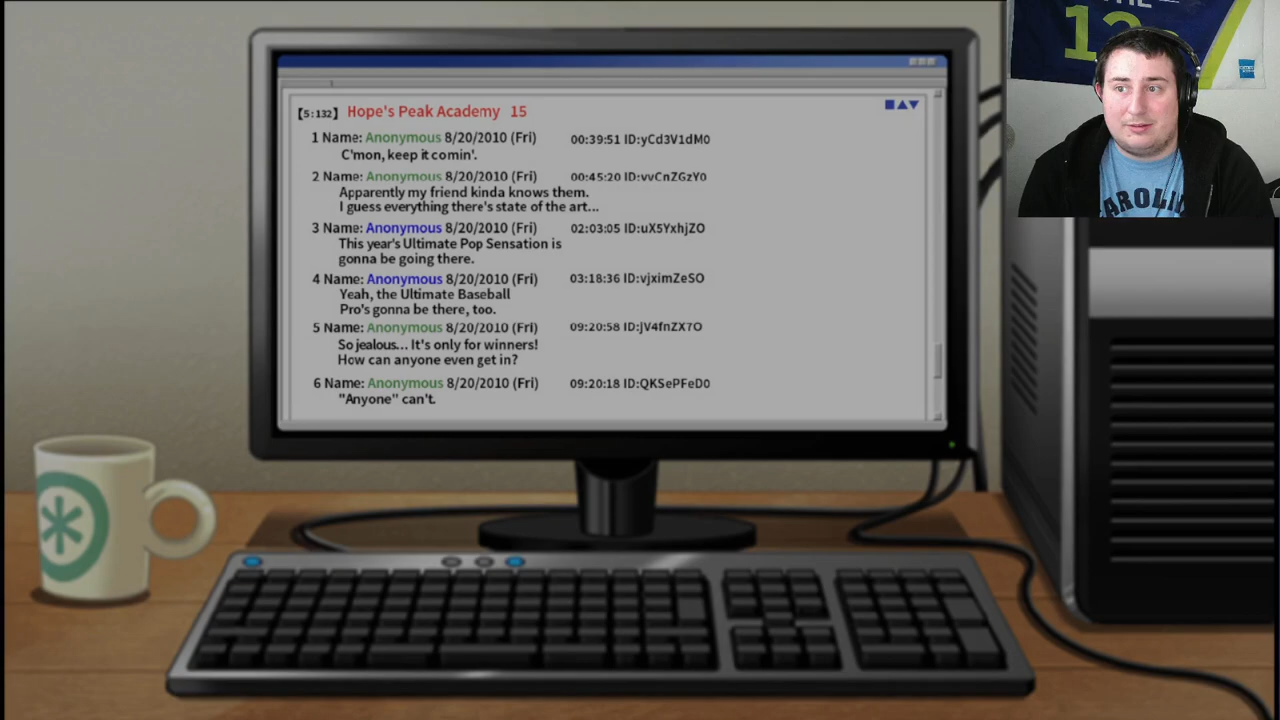 THE
12
AROLIN
【5:132】 Hope's Peak Academy 15
1 Name: Anonymous 8/20/2010 (Fri) 00:39:51 ID:yCd3V1dM0
C'mon, keep it comin'.
2 Name: Anonymous 8/20/2010 (Fri) 00:45:20 ID:vvCnZGzY0
Apparently my friend kinda knows them.
I guess everything there's state of the art...
3 Name: Anonymous 8/20/2010 (Fri) 02:03:05 ID:uX5YxhjZO
This year's Ultimate Pop Sensation is
gonna be going there.
4 Name: Anonymous 8/20/2010 (Fri) 03:18:36 ID:vjximZeSO
Yeah, the Ultimate Baseball
Pro's gonna be there, too.
5 Name: Anonymous 8/20/2010 (Fri) 09:20:58 ID:jV4fnZX7O
So jealous... It's only for winners!
How can anyone even get in?
6 Name: Anonymous 8/20/2010 (Fri) 09:20:18 ID:QKSePFeD0
"Anyone" can't.